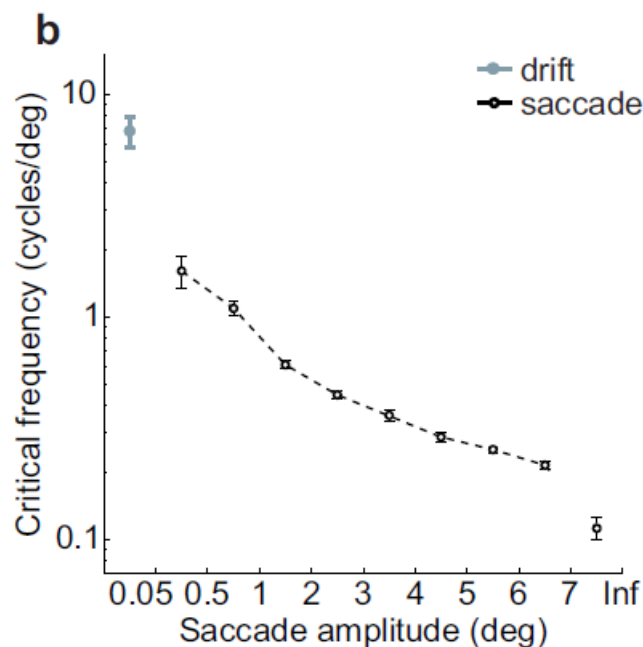 b
drift
saccade
Critical frequency (cycles/deg)
10
1
0.1
0.05 0.5 1 2 3 4 5 6 7 Inf
Saccade amplitude (deg)